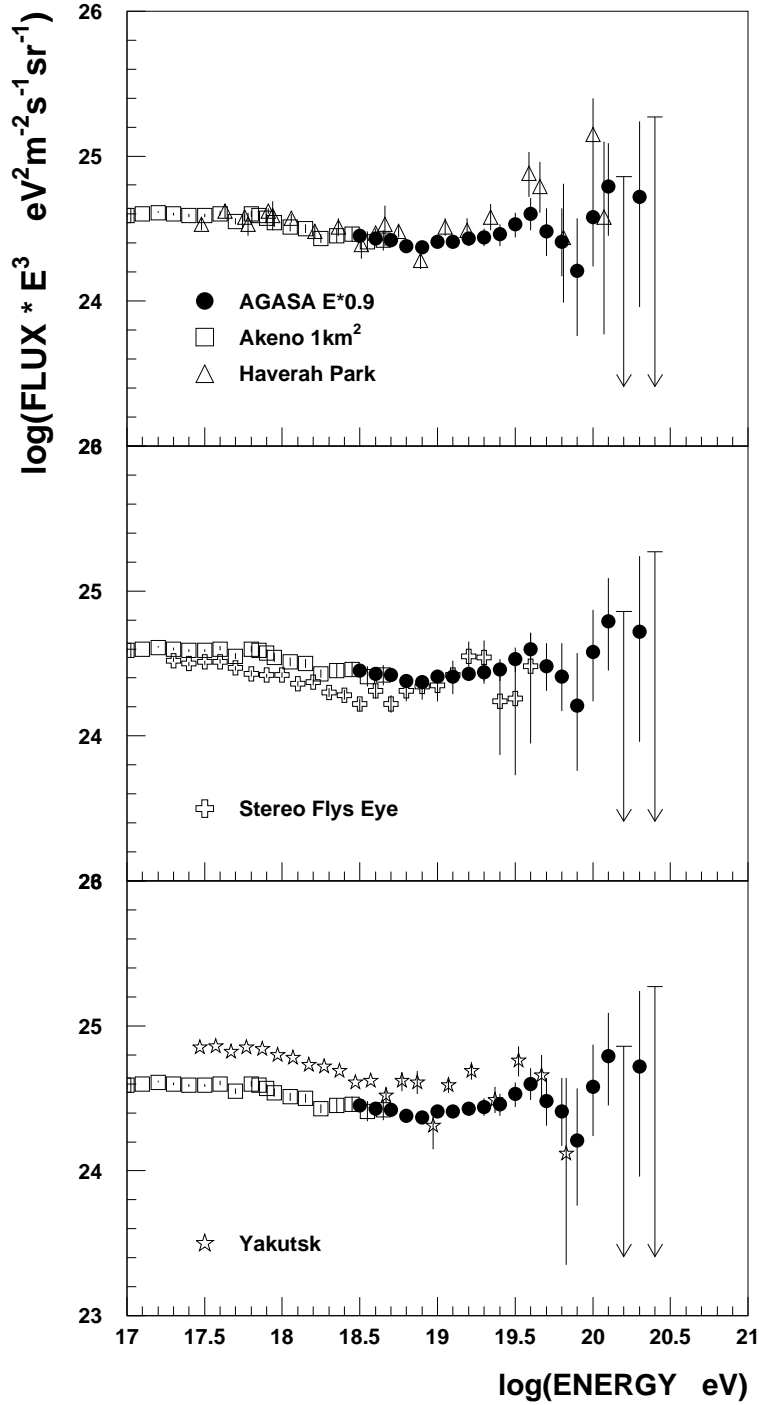 log(FLUX * E³ eV²m⁻²s⁻¹sr⁻¹)
26
25
24
AGASA E*0.9
Akeno 1km²
Haverah Park
26
25
24
Stereo Flys Eye
26
25
24
Yakutsk
23
17 17.5 18 18.5 19 19.5 20 20.5 21
log(ENERGY eV)